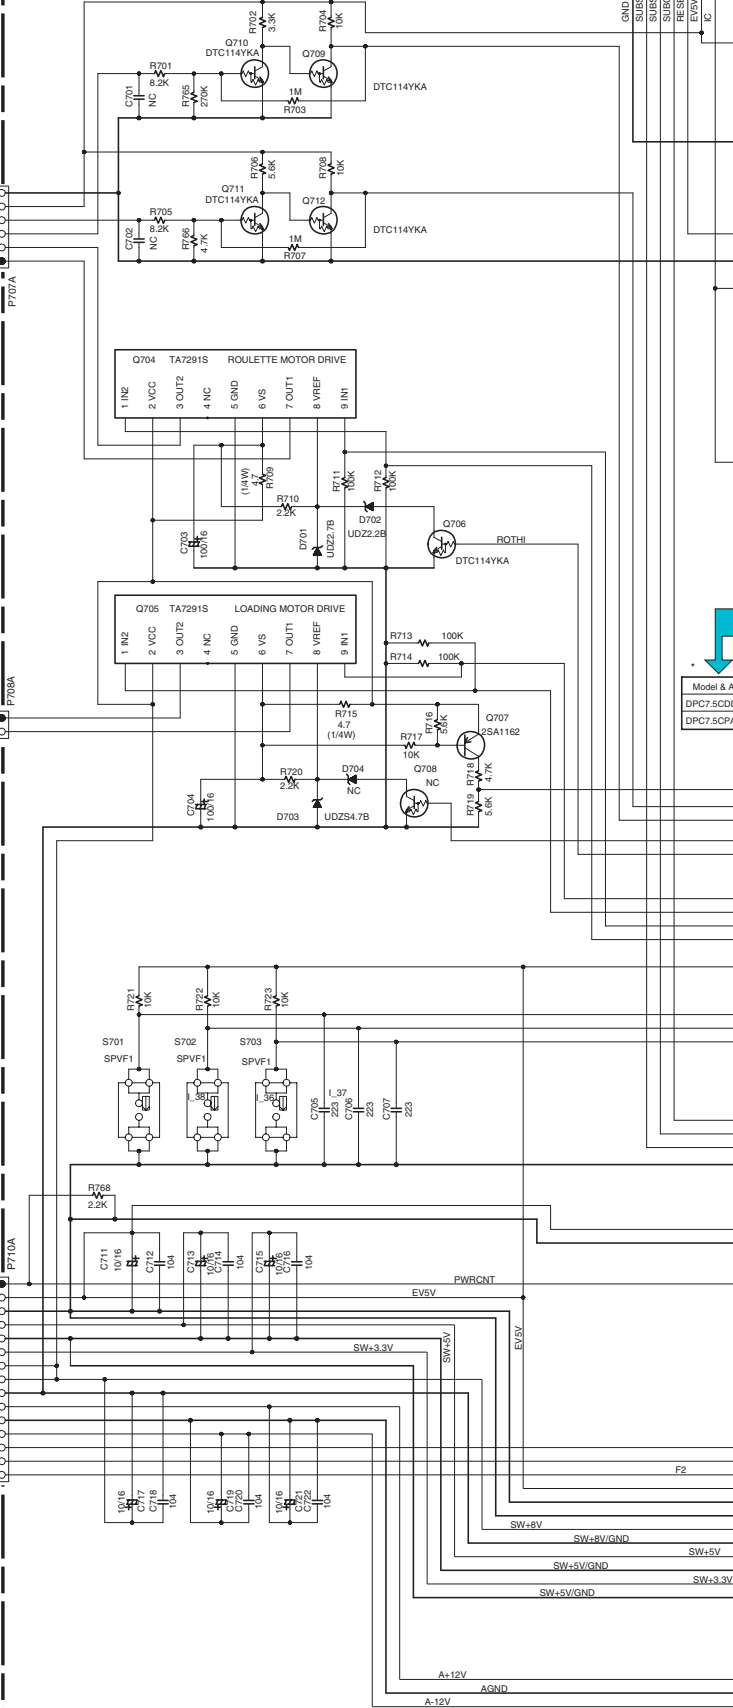 GND
SUBS
SUBS
SUBC
RESE
EV5V
IC
R702
3.3K
R704
10K
Q710
DTC114YKA
Q709
R701
8.2K
C701
NC
R765
270K
1M
R703
DTC114YKA
R706
5.6K
R708
10K
Q711
DTC114YKA
Q712
R705
8.2K
C702
NC
R766
4.7K
1M
R707
DTC114YKA
P707A
Q704 TA7291S ROULETTE MOTOR DRIVE
1 IN2
2 VCC
3 OUT2
4 NC
5 GND
6 VS
7 OUT1
8 VREF
9 IN1
(1/4W)
4.7
R709
R711
100K
R712
100K
R710
2.2K
D702
UDZ2.2B
Q706
DTC114YKA
ROTHI
C703
100/16
D701
UDZ2.7B
Q705 TA7291S LOADING MOTOR DRIVE
1 IN2
2 VCC
3 OUT2
4 NC
5 GND
6 VS
7 OUT1
8 VREF
9 IN1
R713 100K
R714 100K
P708A
*
Model & A
DPC7.5CDD
DPC7.5CPA
R715
4.7
(1/4W)
R716
5.6K
Q707
2SA1162
R717
10K
R718
4.7K
R719
5.6K
R720
2.2K
D704
NC
Q708
NC
C704
100/16
D703 UDZS4.7B
R721
10K
R722
10K
R723
10K
S701
SPVF1
S702
SPVF1
S703
SPVF1
I_38
I_36
I_37
C705
223
C706
223
C707
223
R768
2.2K
P710A
C711
10/16
C712
104
C713
10/16
C714
104
C715
10/16
C716
104
PWRCNT
EV5V
SW+3.3V
SW+5V
EV5V
F2
10/16
C717
C718
104
10/16
C719
C720
104
10/16
C721
C722
104
SW+8V
SW+8V/GND
SW+5V
SW+5V/GND
SW+3.3V
SW+5V/GND
A+12V
AGND
A-12V